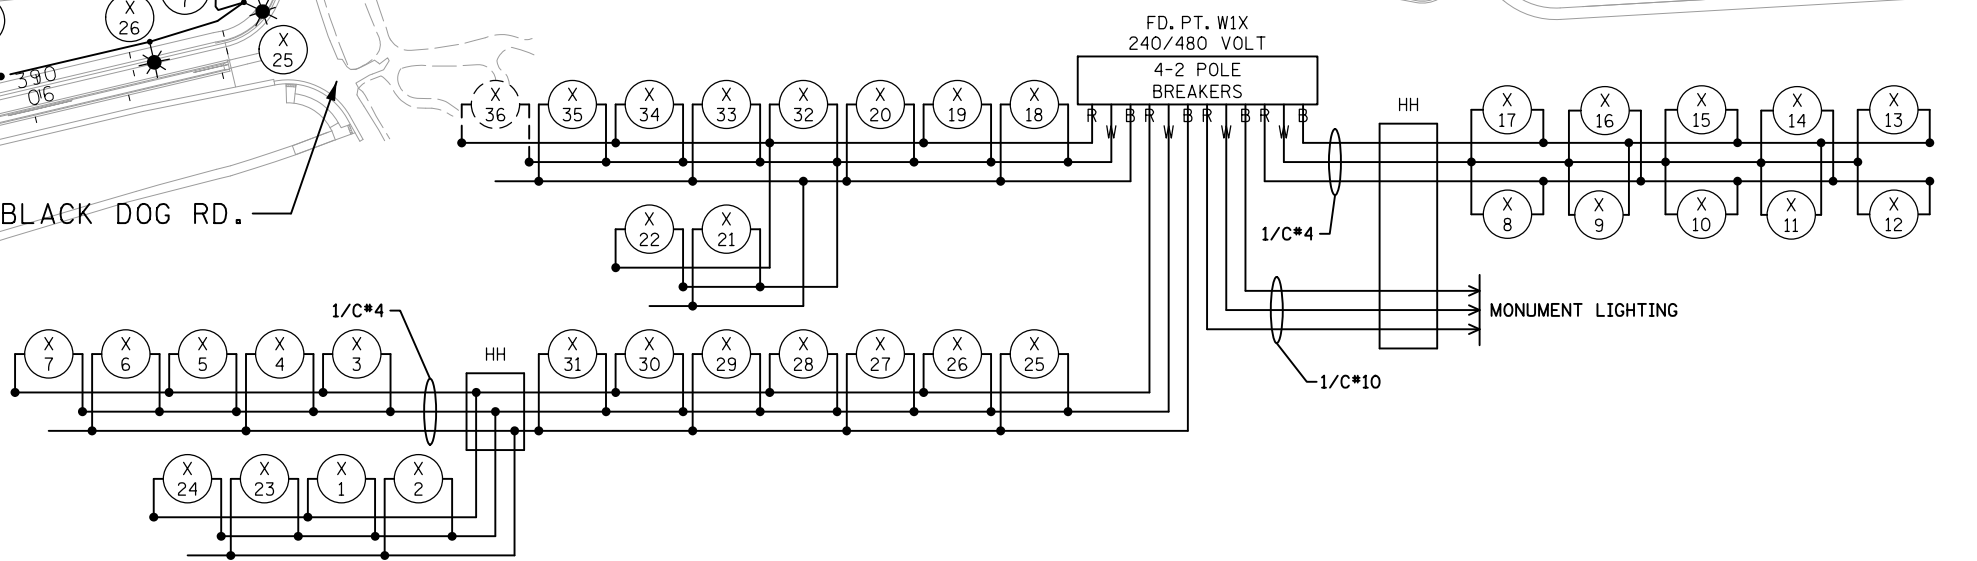 X
26
7
X
25
390
06
BLACK DOG RD.
FD. PT. W1X
240/480 VOLT
4-2 POLE
BREAKERS
R W B R W B R W B R W B
X
36
X
35
X
34
X
33
X
32
X
20
X
19
X
18
HH
X
17
X
16
X
15
X
14
X
13
X
8
X
9
X
10
X
11
X
12
1/C#4
X
22
X
21
MONUMENT LIGHTING
1/C#10
1/C#4
HH
X
7
X
6
X
5
X
4
X
3
X
31
X
30
X
29
X
28
X
27
X
26
X
25
X
24
X
23
X
1
X
2